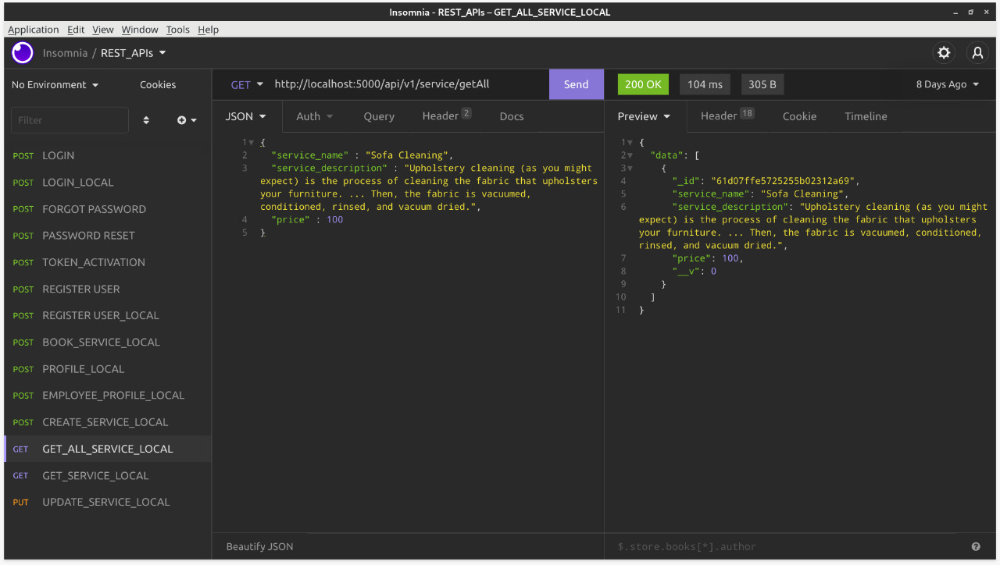 Insomnia - REST_APIs – GET_ALL_SERVICE_LOCAL
Application Edit View Window Tools Help
Insomnia / REST_APIs
No Environment Cookies
Filter
POST LOGIN
POST LOGIN_LOCAL
POST FORGOT PASSWORD
POST PASSWORD RESET
POST TOKEN_ACTIVATION
POST REGISTER USER
POST REGISTER USER_LOCAL
POST BOOK_SERVICE_LOCAL
POST PROFILE_LOCAL
POST EMPLOYEE_PROFILE_LOCAL
POST CREATE_SERVICE_LOCAL
GET GET_ALL_SERVICE_LOCAL
GET GET_SERVICE_LOCAL
PUT UPDATE_SERVICE_LOCAL
GET http://localhost:5000/api/v1/service/getAll Send
JSON Auth Query Header 2 Docs
1 {
2 "service_name" : "Sofa Cleaning",
3 "service_description" : "Upholstery cleaning (as you might
expect) is the process of cleaning the fabric that upholsters
your furniture. ... Then, the fabric is vacuumed,
conditioned, rinsed, and vacuum dried.",
4 "price" : 100
5 }
Beautify JSON
200 OK 104 ms 305 B 8 Days Ago
Preview Header 18 Cookie Timeline
1 {
2 "data": [
3 {
4 "_id": "61d07ffe5725255b02312a69",
5 "service_name": "Sofa Cleaning",
6 "service_description": "Upholstery cleaning (as you might
expect) is the process of cleaning the fabric that upholsters
your furniture. ... Then, the fabric is vacuumed, conditioned,
rinsed, and vacuum dried.",
7 "price": 100,
8 "__v": 0
9 }
10 ]
11 }
$.store.books[*].author